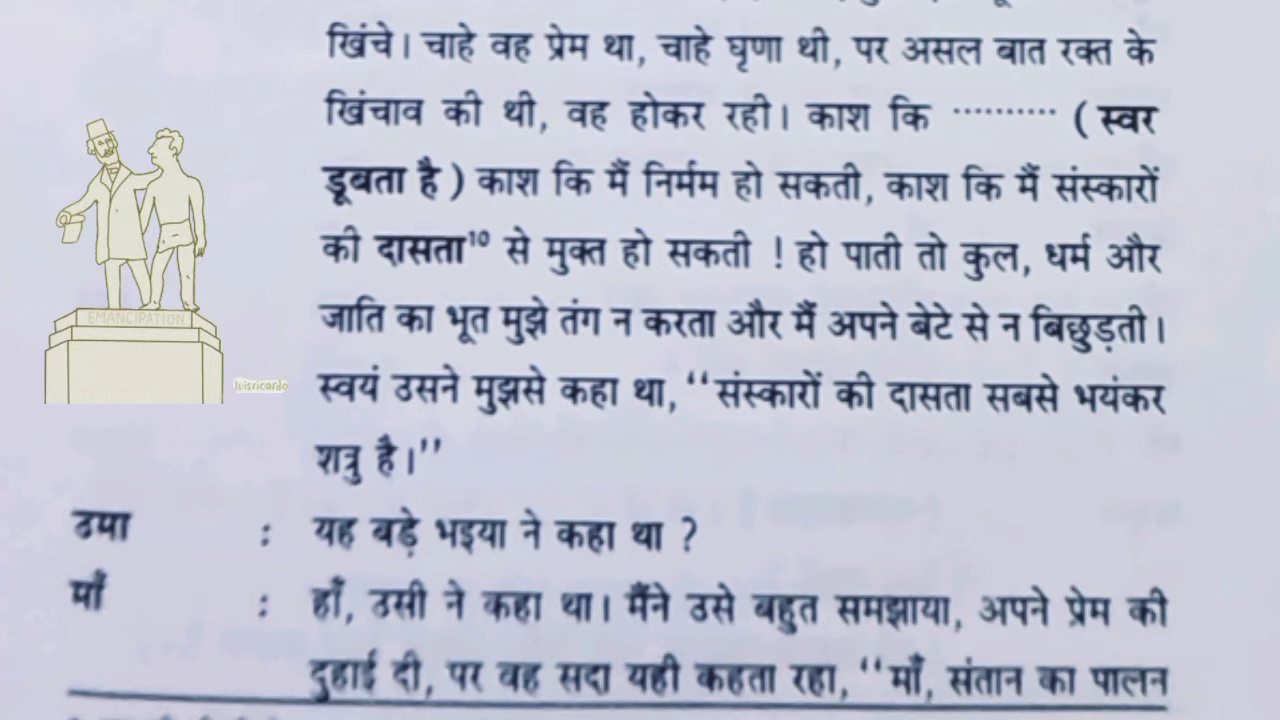 खिंचे। चाहे वह प्रेम था, चाहे घृणा थी, पर असल बात रक्त के
खिंचाव की थी, वह होकर रही। काश कि ·········· ( स्वर
डूबता है ) काश कि मैं निर्मम हो सकती, काश कि मैं संस्कारों
की दासता¹⁰ से मुक्त हो सकती ! हो पाती तो कुल, धर्म और
जाति का भूत मुझे तंग न करता और मैं अपने बेटे से न बिछुड़ती।
स्वयं उसने मुझसे कहा था, ‘‘संस्कारों की दासता सबसे भयंकर
शत्रु है।’’
उमा : यह बड़े भइया ने कहा था ?
माँ : हाँ, उसी ने कहा था। मैंने उसे बहुत समझाया, अपने प्रेम की
दुहाई दी, पर वह सदा यही कहता रहा, ‘‘माँ, संतान का पालन
EMANCIPATION
luisricardo